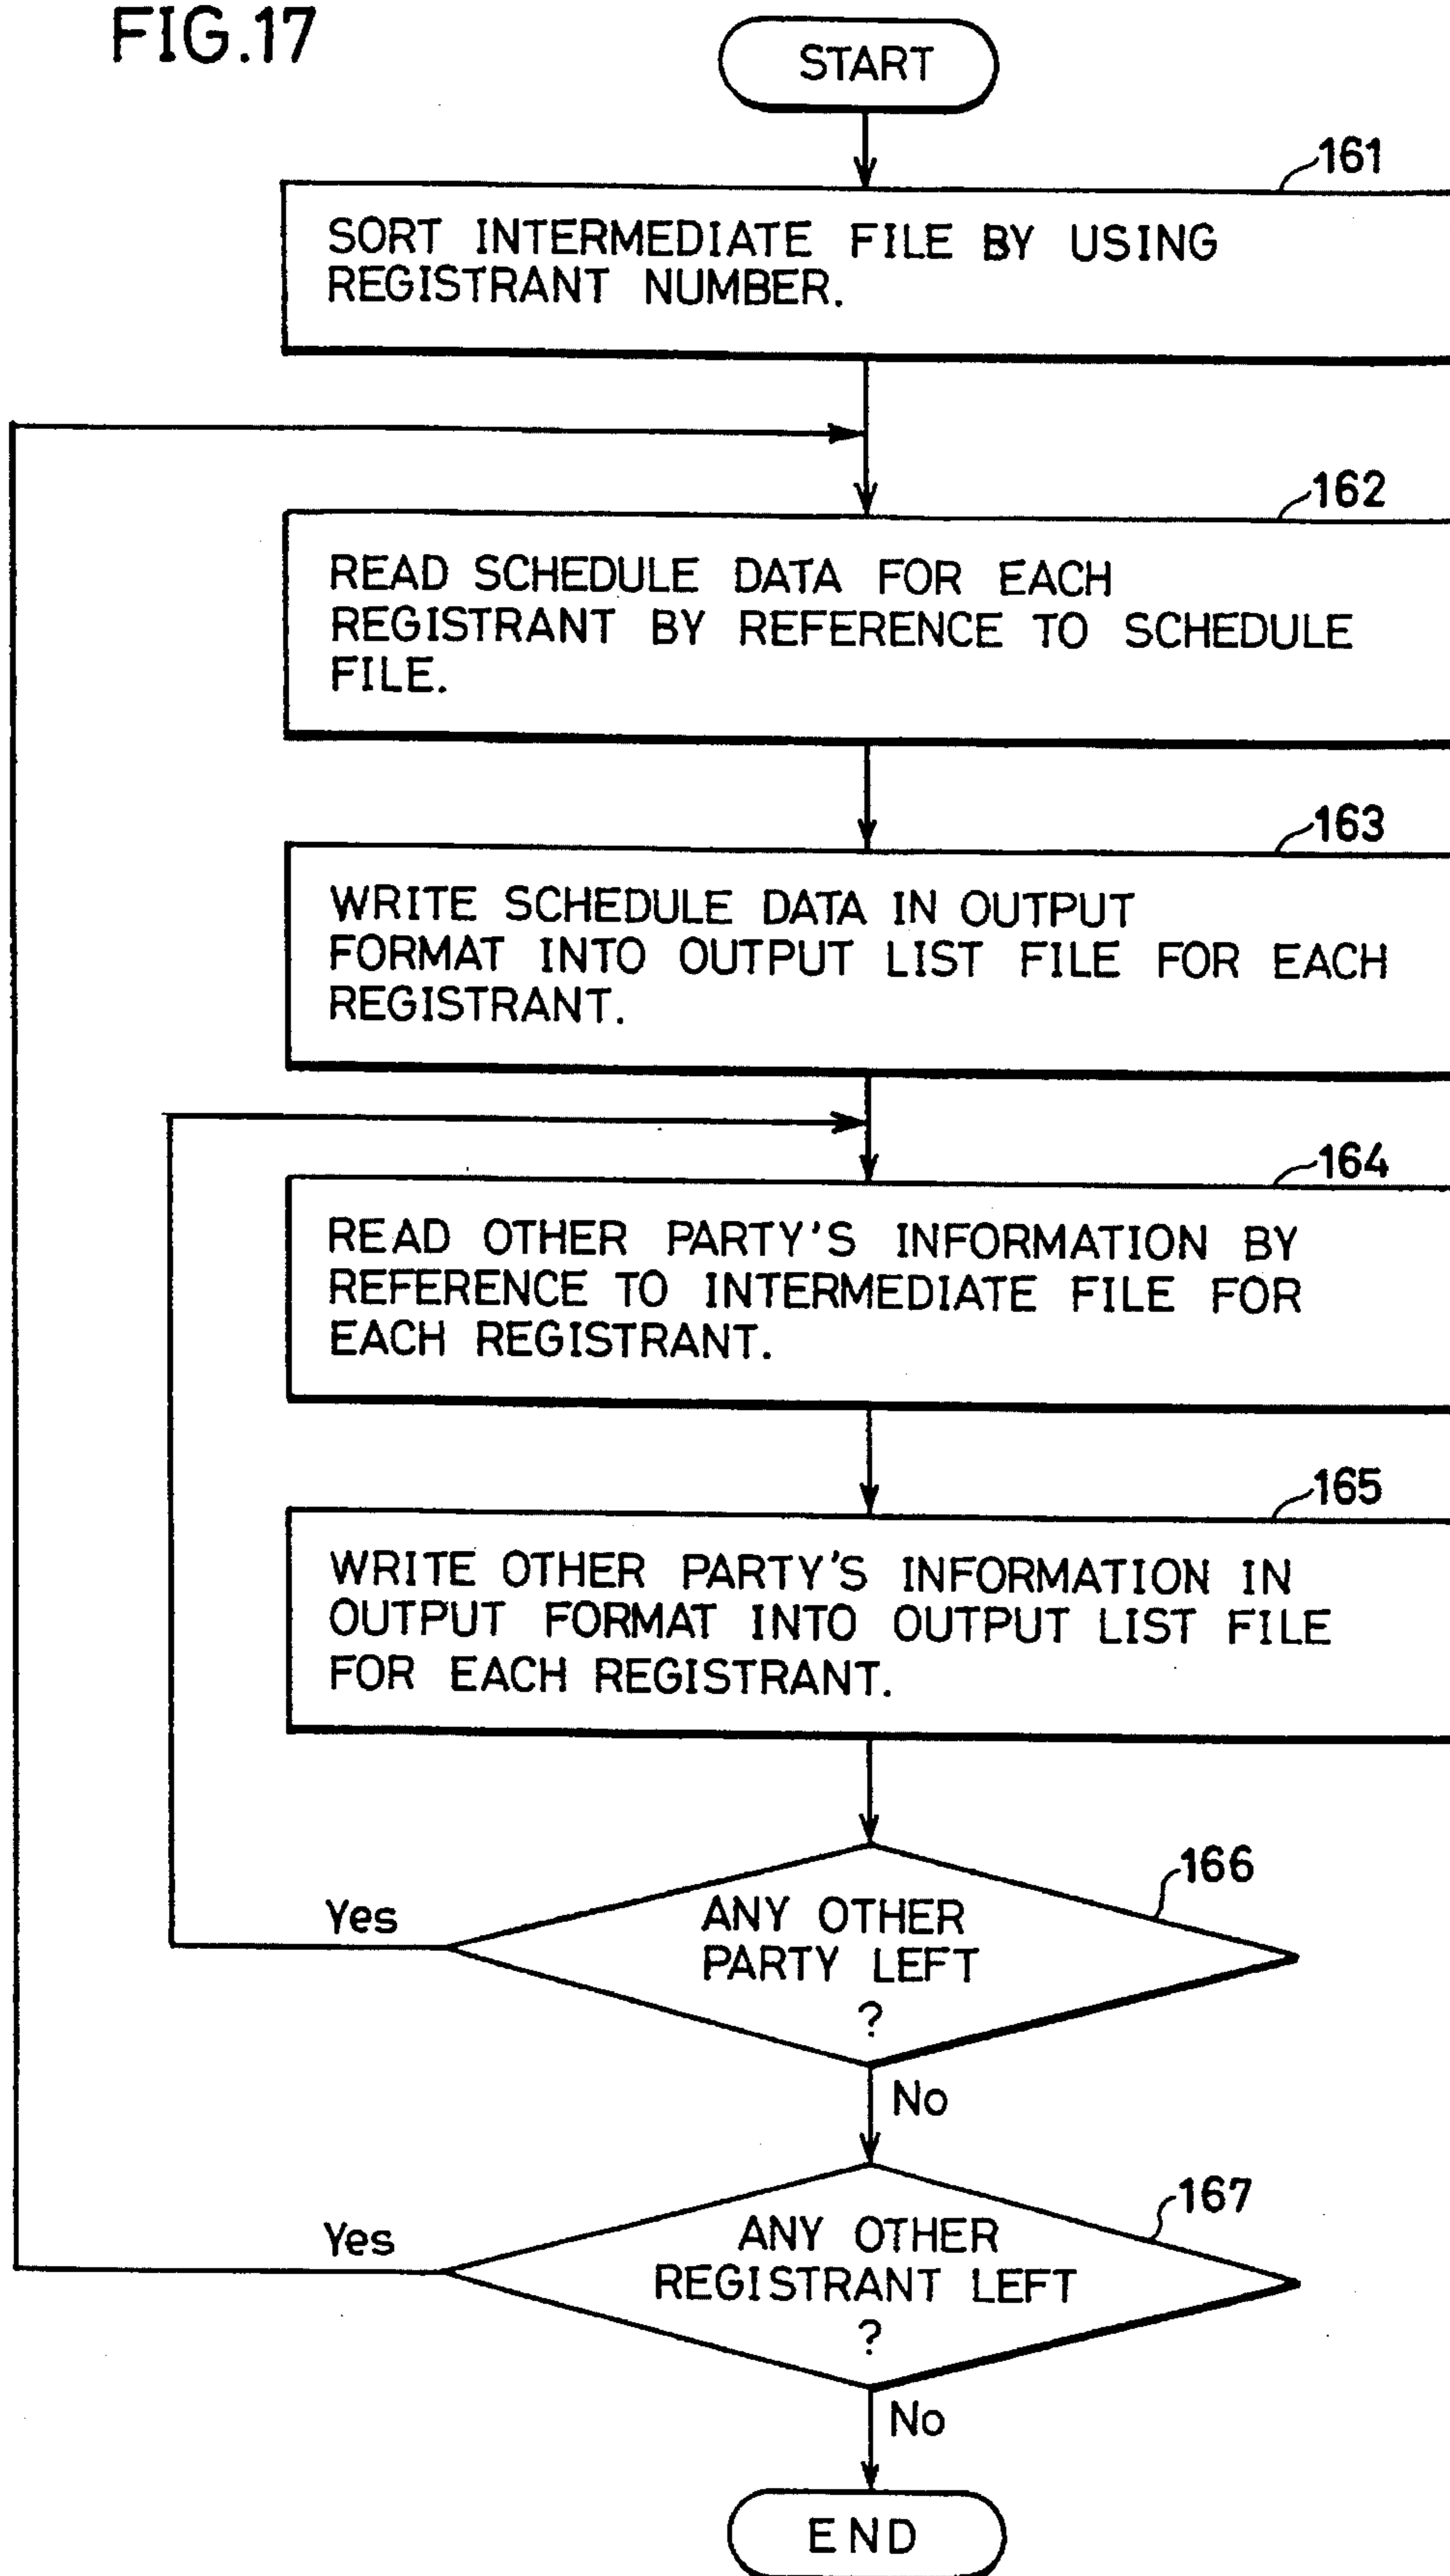 FIG.17
START
161
SORT INTERMEDIATE FILE BY USING
REGISTRANT NUMBER.
162
READ SCHEDULE DATA FOR EACH
REGISTRANT BY REFERENCE TO SCHEDULE
FILE.
163
WRITE SCHEDULE DATA IN OUTPUT
FORMAT INTO OUTPUT LIST FILE FOR EACH
REGISTRANT.
164
READ OTHER PARTY'S INFORMATION BY
REFERENCE TO INTERMEDIATE FILE FOR
EACH REGISTRANT.
165
WRITE OTHER PARTY'S INFORMATION IN
OUTPUT FORMAT INTO OUTPUT LIST FILE
FOR EACH REGISTRANT.
166
Yes
ANY OTHER
PARTY LEFT
?
No
167
Yes
ANY OTHER
REGISTRANT LEFT
?
No
END